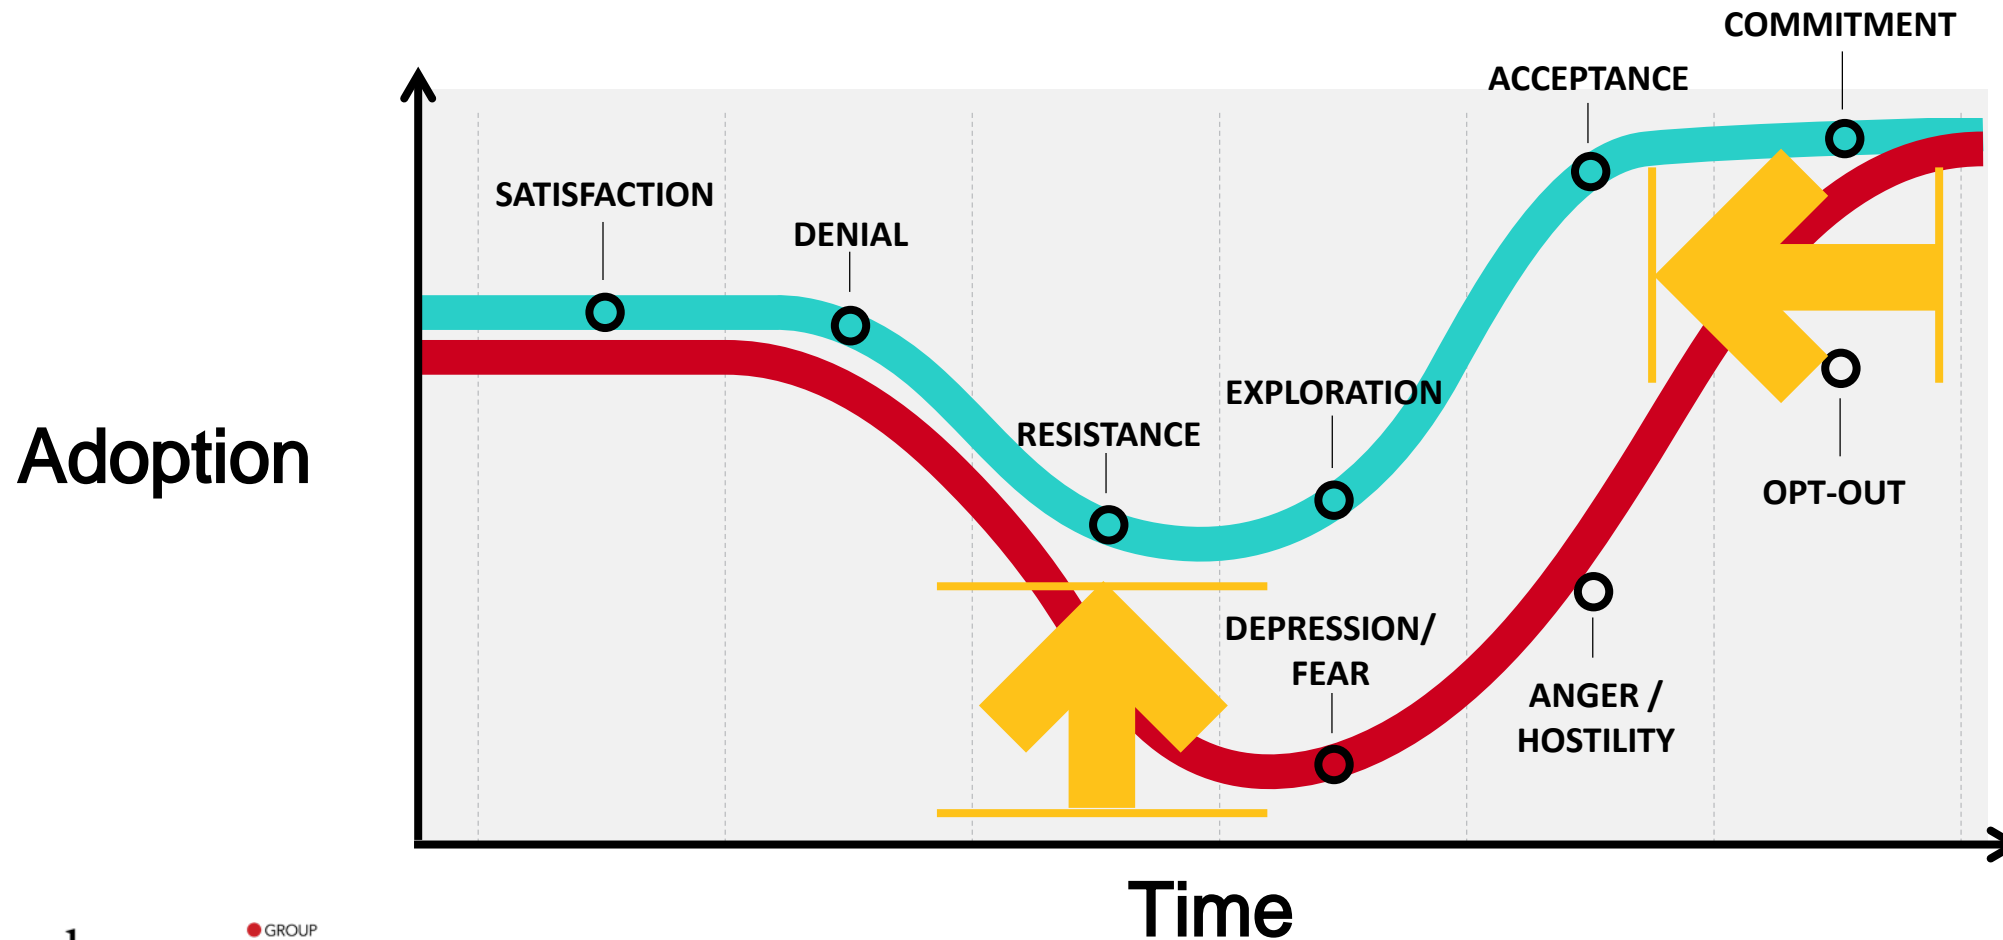 COMMITMENT
ACCEPTANCE
SATISFACTION
DENIAL
EXPLORATION
RESISTANCE
Adoption
OPT-OUT
DEPRESSION/
FEAR
ANGER /
HOSTILITY
Time
GROUP